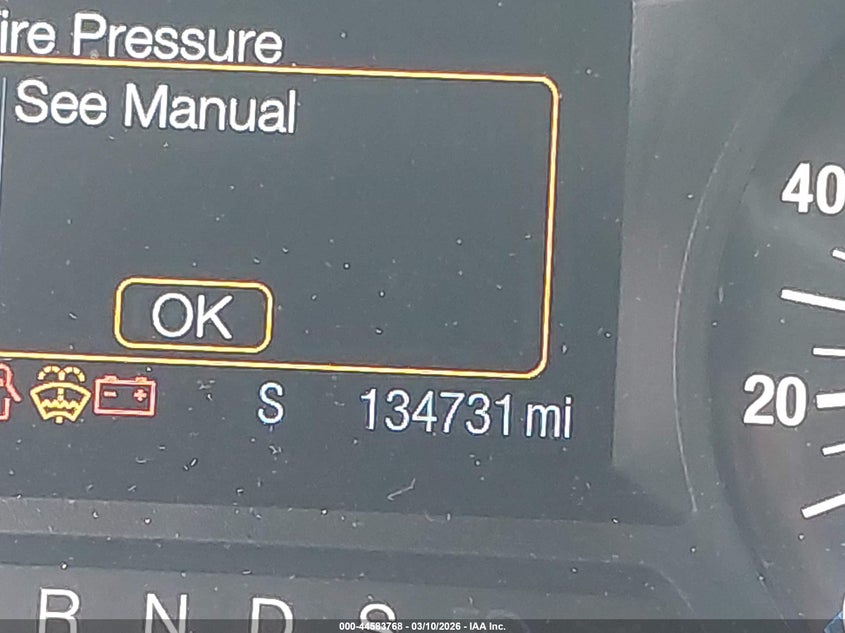 ire Pressure
See Manual
OK
S 134731 mi
40
20
R N D S
000-44583768 - 03/10/2026 - IAA Inc.